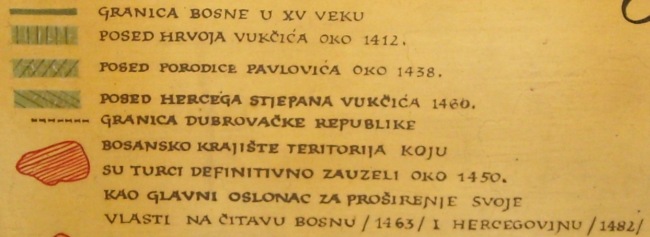 GRANICA BOSNE U XV VEKU
POSED HRVOJA VUKČIĆA OKO 1412.
POSED PORODICE PAVLOVIĆA OKO 1438.
POSED HERCEGA STJEPANA VUKČIĆA 1460.
GRANICA DUBROVAČKE REPUBLIKE
BOSANSKO KRAJIŠTE TERITORIJA KOJU
SU TURCI DEFINITIVNO ZAUZELI OKO 1450.
KAO GLAVNI OSLONAC ZA PROŠIRENJE SVOJE
VLASTI NA ČITAVU BOSNU /1463/ I HERCEGOVINU /1482/